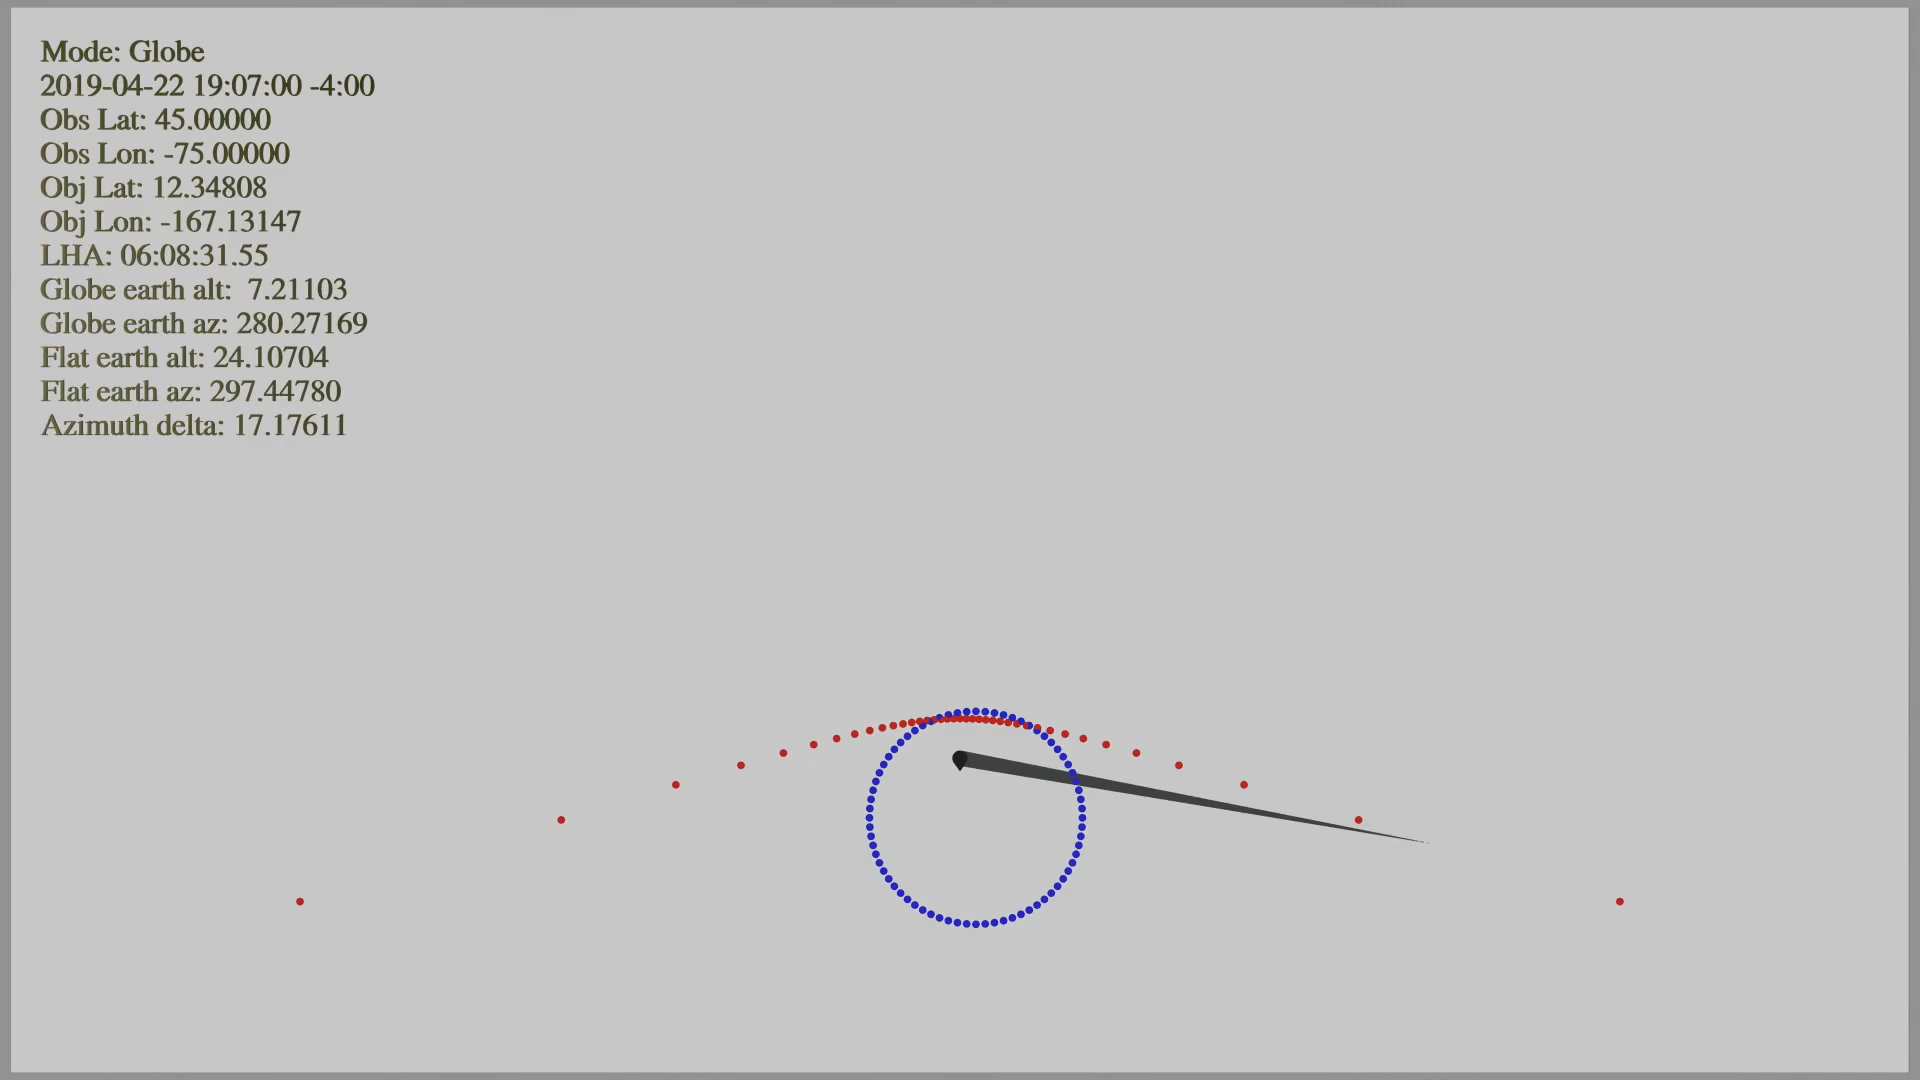 Mode: Globe
2019-04-22 19:07:00 -4:00
Obs Lat: 45.00000
Obs Lon: -75.00000
Obj Lat: 12.34808
Obj Lon: -167.13147
LHA: 06:08:31.55
Globe earth alt:  7.21103
Globe earth az: 280.27169
Flat earth alt: 24.10704
Flat earth az: 297.44780
Azimuth delta: 17.17611